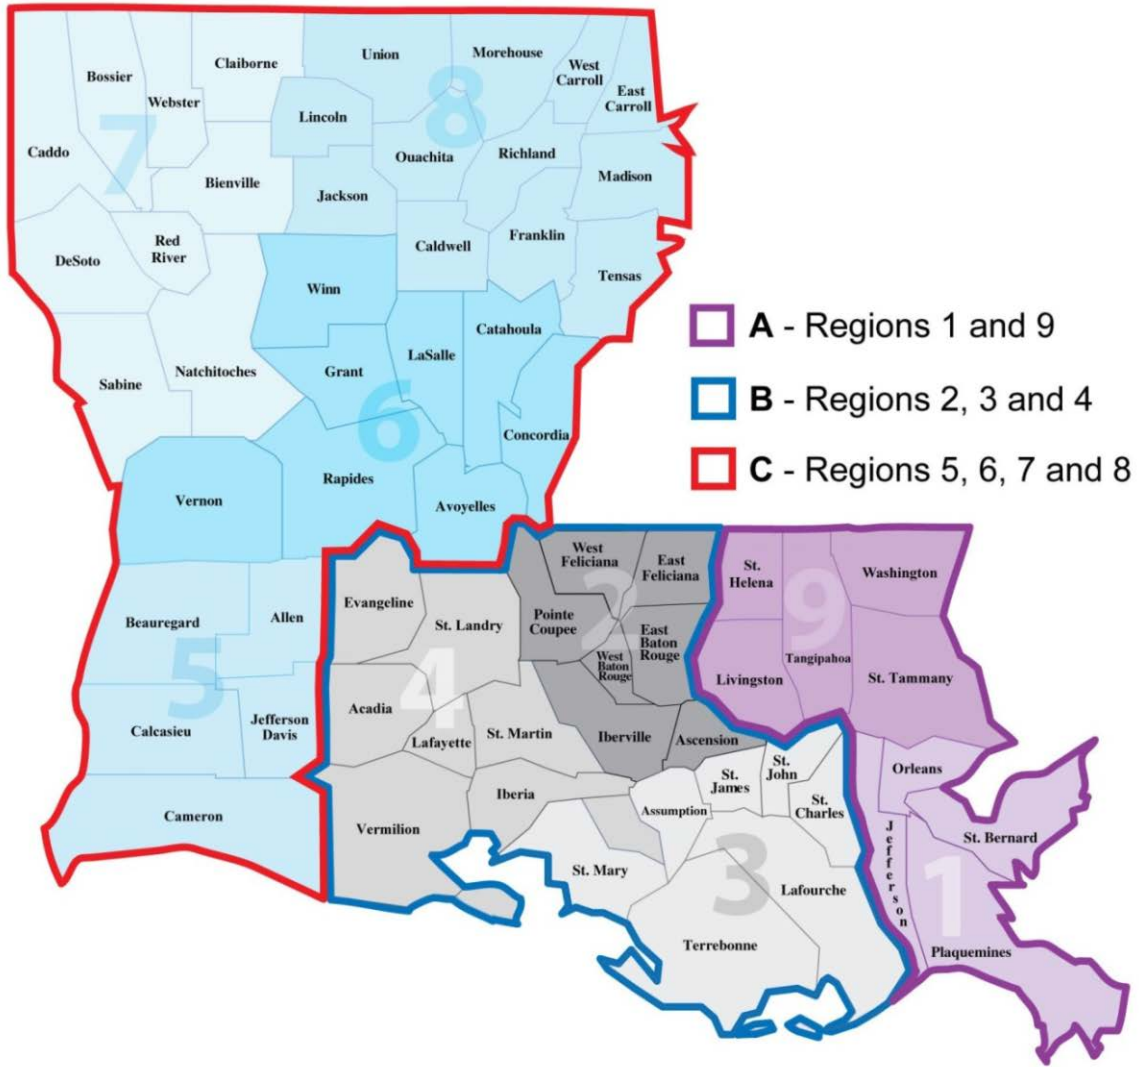 Union
Morehouse
Claiborne
West
Carroll
Bossier
East
Carroll
Webster
8
Lincoln
7
Caddo
Ouachita
Richland
Madison
Bienville
Jackson
Red
River
Caldwell
Franklin
DeSoto
Tensas
Winn
Catahoula
LaSalle
Natchitoches
Grant
Sabine
6
Concordia
Rapides
Vernon
Avoyelles
A - Regions 1 and 9
B - Regions 2, 3 and 4
C - Regions 5, 6, 7 and 8
West
Feliciana
East
Feliciana
St.
Helena
Washington
2
9
Evangeline
Beauregard
Allen
St. Landry
Pointe
Coupee
East
Baton
Rouge
West
Baton
Rouge
Tangipahoa
Livingston
St. Tammany
5
4
Acadia
Calcasieu
Jefferson
Davis
Lafayette
St. Martin
Iberville
Ascension
St.
John
Orleans
St.
James
Iberia
Assumption
St.
Charles
Cameron
Vermilion
St. Bernard
Jefferson
St. Mary
3
Lafourche
1
Terrebonne
Plaquemines